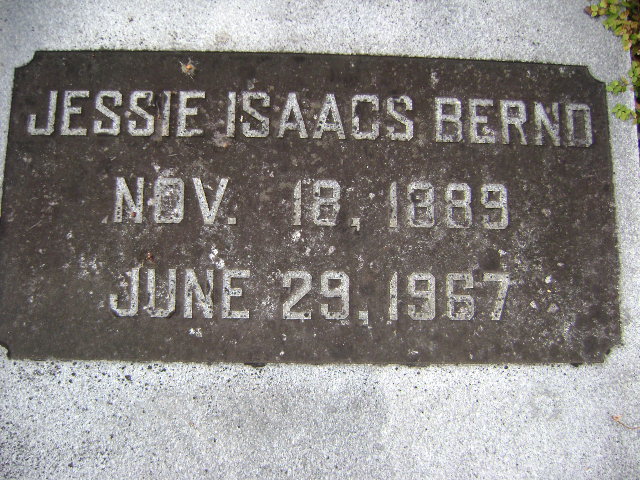 JESSIE ISAACS BERND
NOV. 18, 1889
JUNE 29, 1967